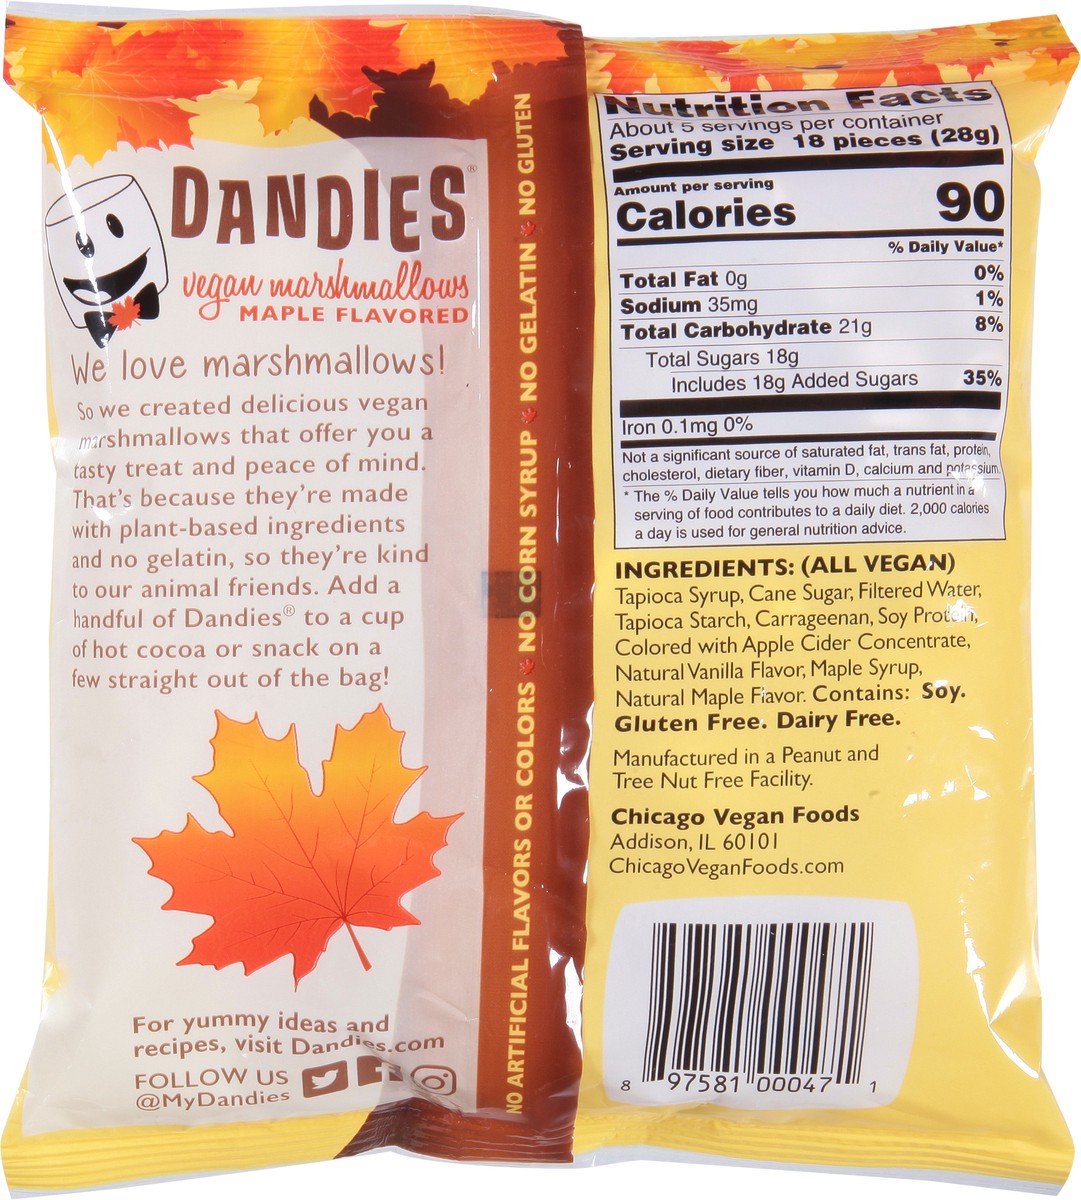 DANDIES®
vegan marshmallows
MAPLE FLAVORED
We love marshmallows!
So we created delicious vegan
marshmallows that offer you a
tasty treat and peace of mind.
That's because they're made
with plant-based ingredients
and no gelatin, so they're kind
to our animal friends. Add a
handful of Dandies® to a cup
of hot cocoa or snack on a
few straight out of the bag!
For yummy ideas and
recipes, visit Dandies.com
FOLLOW US
@MyDandies
NO ARTIFICIAL FLAVORS OR COLORS NO CORN SYRUP NO GELATIN NO GLUTEN
Nutrition Facts
About 5 servings per container
Serving size 18 pieces (28g)
Amount per serving
Calories 90
% Daily Value*
Total Fat 0g 0%
Sodium 35mg 1%
Total Carbohydrate 21g 8%
Total Sugars 18g
Includes 18g Added Sugars 35%
Iron 0.1mg 0%
Not a significant source of saturated fat, trans fat, protein,
cholesterol, dietary fiber, vitamin D, calcium and potassium.
* The % Daily Value tells you how much a nutrient in a
serving of food contributes to a daily diet. 2,000 calories
a day is used for general nutrition advice.
INGREDIENTS: (ALL VEGAN)
Tapioca Syrup, Cane Sugar, Filtered Water,
Tapioca Starch, Carrageenan, Soy Protein,
Colored with Apple Cider Concentrate,
Natural Vanilla Flavor, Maple Syrup,
Natural Maple Flavor. Contains: Soy.
Gluten Free. Dairy Free.
Manufactured in a Peanut and
Tree Nut Free Facility.
Chicago Vegan Foods
Addison, IL 60101
ChicagoVeganFoods.com
8 97581 00047 1